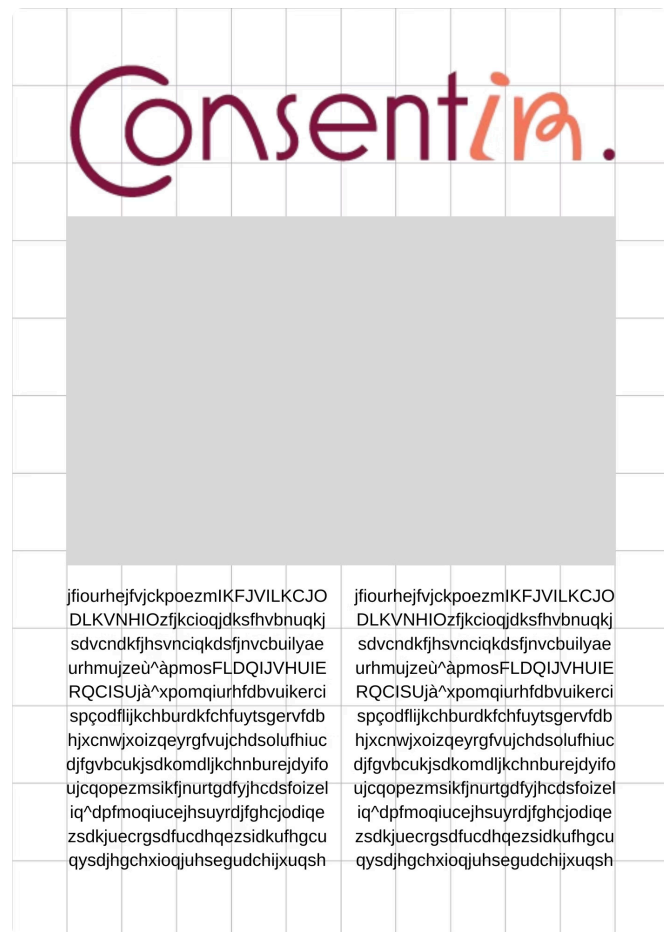 Consentia.
jfiourhejfvjckpoezmIKFJVILKCJO
DLKVNHIOzfjkcioqjdksfhvbnuqkj
sdvcndkfjhsvnciqkdsfjnvcbuilyae
urhmujzeù^àpmosFLDQIJVHUIE
RQCISUjà^xpomqiurhfdbvuikerci
spçodflijkchburdkfchfuytsgervfdb
hjxcnwjxoizqeyrgfvujchdsolufhiuc
djfgvbcukjsdkomdljkchnburejdyifo
ujcqopezmsikfjnurtgdfyjhcdsfoizel
iq^dpfmoqiucejhsuyrdjfghcjodiqe
zsdkjuecrgsdfucdhqezsidkufhgcu
qysdjhgchxioqjuhsegudchijxuqsh
jfiourhejfvjckpoezmIKFJVILKCJO
DLKVNHIOzfjkcioqjdksfhvbnuqkj
sdvcndkfjhsvnciqkdsfjnvcbuilyae
urhmujzeù^àpmosFLDQIJVHUIE
RQCISUjà^xpomqiurhfdbvuikerci
spçodflijkchburdkfchfuytsgervfdb
hjxcnwjxoizqeyrgfvujchdsolufhiuc
djfgvbcukjsdkomdljkchnburejdyifo
ujcqopezmsikfjnurtgdfyjhcdsfoizel
iq^dpfmoqiucejhsuyrdjfghcjodiqe
zsdkjuecrgsdfucdhqezsidkufhgcu
qysdjhgchxioqjuhsegudchijxuqsh